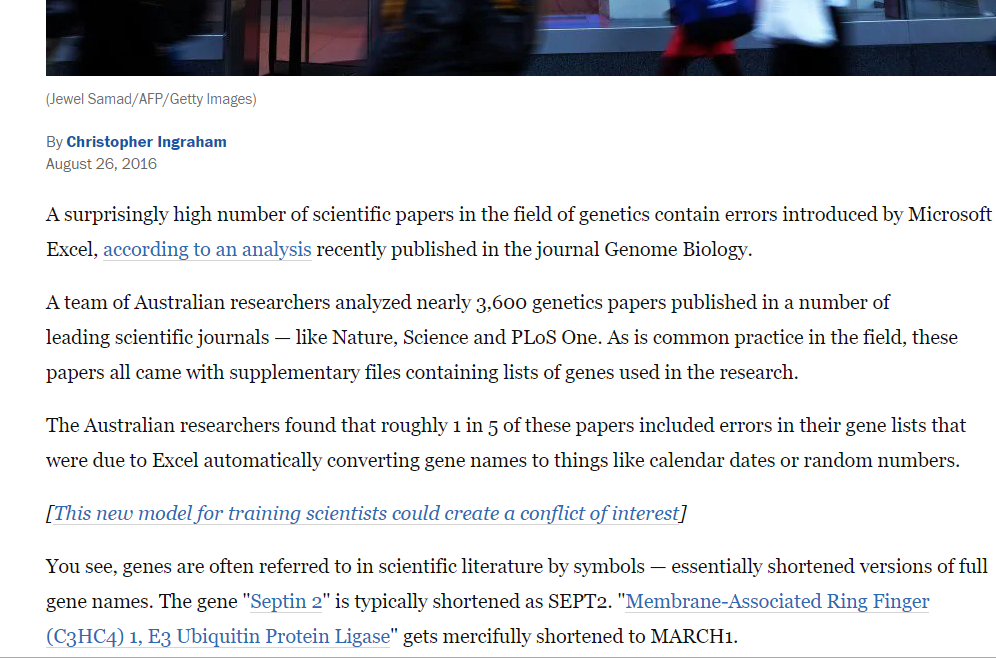 (Jewel Samad/AFP/Getty Images)
By Christopher Ingraham
August 26, 2016
A surprisingly high number of scientific papers in the field of genetics contain errors introduced by Microsoft
Excel, according to an analysis recently published in the journal Genome Biology.
A team of Australian researchers analyzed nearly 3,600 genetics papers published in a number of
leading scientific journals — like Nature, Science and PLoS One. As is common practice in the field, these
papers all came with supplementary files containing lists of genes used in the research.
The Australian researchers found that roughly 1 in 5 of these papers included errors in their gene lists that
were due to Excel automatically converting gene names to things like calendar dates or random numbers.
[This new model for training scientists could create a conflict of interest]
You see, genes are often referred to in scientific literature by symbols — essentially shortened versions of full
gene names. The gene "Septin 2" is typically shortened as SEPT2. "Membrane-Associated Ring Finger
(C3HC4) 1, E3 Ubiquitin Protein Ligase" gets mercifully shortened to MARCH1.